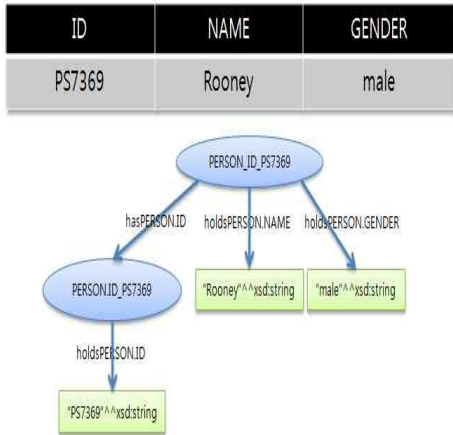 ID NAME GENDER
PS7369 Rooney male
PERSON_ID_PS7369
hasPERSON.ID holdsPERSON.NAME holdsPERSON.GENDER
PERSON.ID_PS7369
"Rooney"^^xsd:string "male"^^xsd:string
holdsPERSON.ID
"PS7369"^^xsd:string